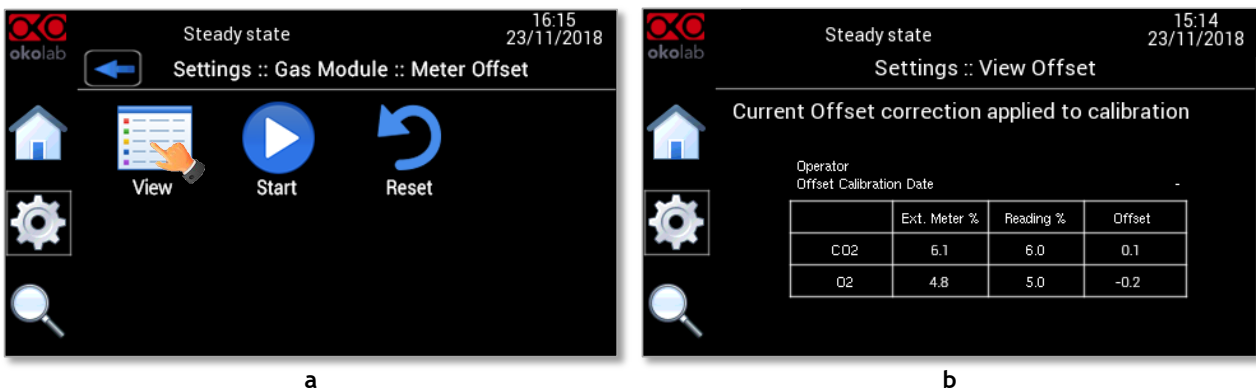 okolab
Steady state
16:15
23/11/2018
Settings :: Gas Module :: Meter Offset
View
Start
Reset
a
okolab
Steady state
15:14
23/11/2018
Settings :: View Offset
Current Offset correction applied to calibration
Operator
Offset Calibration Date -
Ext. Meter % Reading % Offset
CO2 6.1 6.0 0.1
O2 4.8 5.0 -0.2
b